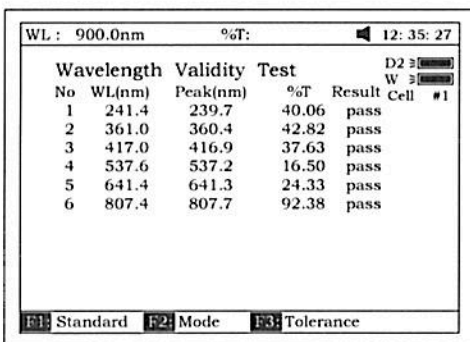 WL : 900.0nm %T: 12: 35: 27
Wavelength Validity Test D2
W
No WL(nm) Peak(nm) %T Result Cell #1
1 241.4 239.7 40.06 pass
2 361.0 360.4 42.82 pass
3 417.0 416.9 37.63 pass
4 537.6 537.2 16.50 pass
5 641.4 641.3 24.33 pass
6 807.4 807.7 92.38 pass
F1: Standard F2: Mode F3: Tolerance